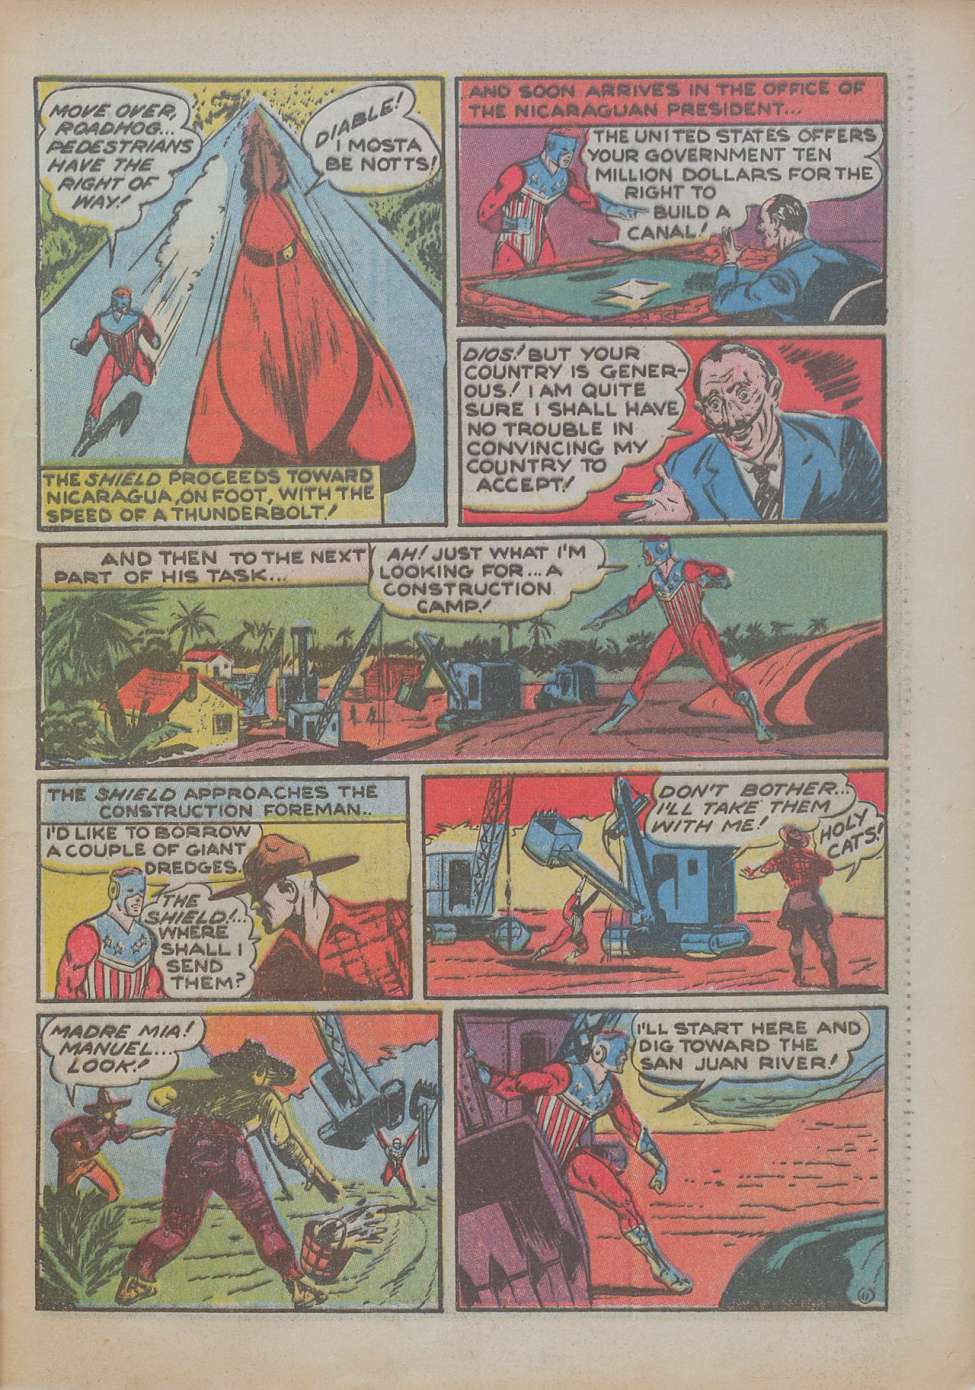 MOVE OVER,
ROADHOG...
PEDESTRIANS
HAVE THE
RIGHT OF
WAY!
DIABLE!
I MOSTA
BE NOTTS!
THE SHIELD PROCEEDS TOWARD
NICARAGUA, ON FOOT, WITH THE
SPEED OF A THUNDERBOLT!
AND SOON ARRIVES IN THE OFFICE OF
THE NICARAGUAN PRESIDENT...
THE UNITED STATES OFFERS
YOUR GOVERNMENT TEN
MILLION DOLLARS FOR THE
RIGHT TO
BUILD A
CANAL!
DIOS! BUT YOUR
COUNTRY IS GENER-
OUS! I AM QUITE
SURE I SHALL HAVE
NO TROUBLE IN
CONVINCING MY
COUNTRY TO
ACCEPT!
AND THEN TO THE NEXT
PART OF HIS TASK...
AH! JUST WHAT I'M
LOOKING FOR... A
CONSTRUCTION
CAMP!
THE SHIELD APPROACHES THE
CONSTRUCTION FOREMAN..
I'D LIKE TO BORROW
A COUPLE OF GIANT
DREDGES.
THE
SHIELD!...
WHERE
SHALL I
SEND
THEM?
DON'T BOTHER...
I'LL TAKE THEM
WITH ME!
HOLY
CATS!
MADRE MIA!
MANUEL...
LOOK!
I'LL START HERE AND
DIG TOWARD THE
SAN JUAN RIVER!
11